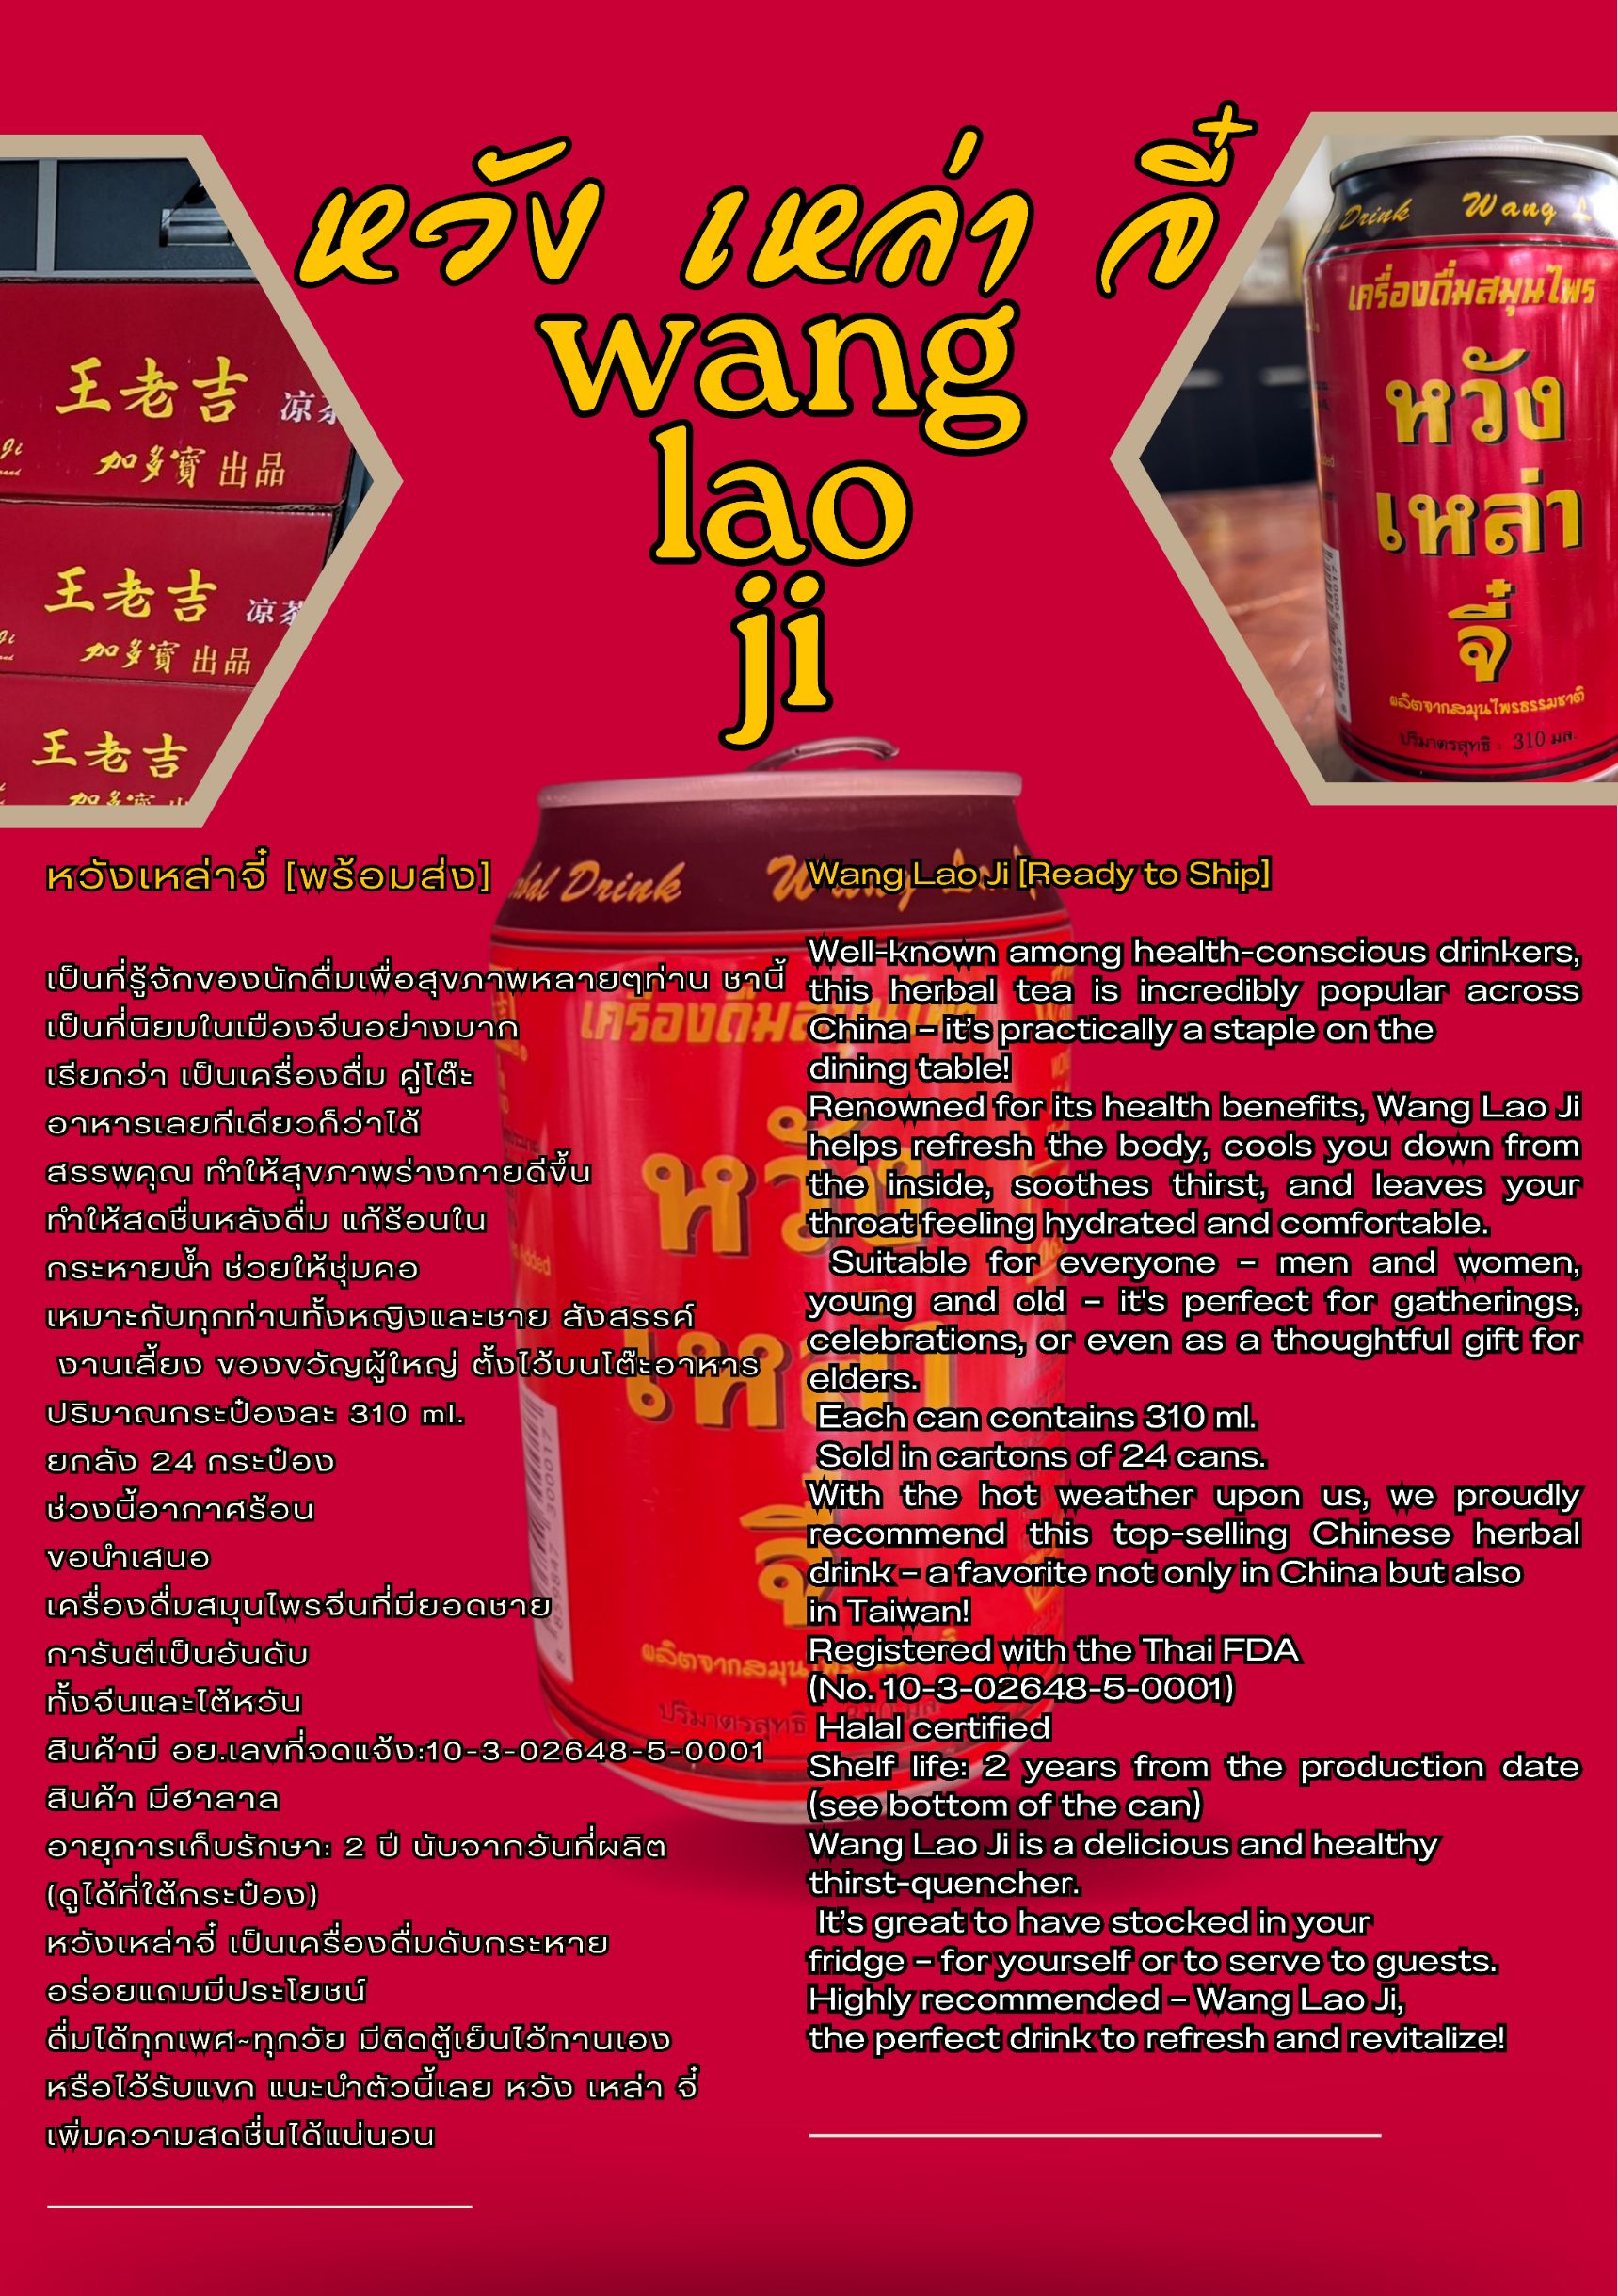 หวัง เหล่า จี๋
wang
lao
ji
王老吉 凉茶
加多寶 出品
王老吉 凉茶
加多寶 出品
王老吉
Drink Wang L
เครื่องดื่มสมุนไพร
หวัง
เหล่า
จี๋
ผลิตจากสมุนไพรธรรมชาติ
ปริมาตรสุทธิ : 310 มล.
หวังเหล่าจี๋ [พร้อมส่ง]
เป็นที่รู้จักของนักดื่มเพื่อสุขภาพหลายๆท่าน ชานี้
เป็นที่นิยมในเมืองจีนอย่างมาก
เรียกว่า เป็นเครื่องดื่ม คู่โต๊ะ
อาหารเลยทีเดียวก็ว่าได้
สรรพคุณ ทำให้สุขภาพร่างกายดีขึ้น
ทำให้สดชื่นหลังดื่ม แก้ร้อนใน
กระหายน้ำ ช่วยให้ชุ่มคอ
เหมาะกับทุกท่านทั้งหญิงและชาย สังสรรค์
งานเลี้ยง ของขวัญผู้ใหญ่ ตั้งไว้บนโต๊ะอาหาร
ปริมาณกระป๋องละ 310 ml.
ยกลัง 24 กระป๋อง
ช่วงนี้อากาศร้อน
ขอนำเสนอ
เครื่องดื่มสมุนไพรจีนที่มียอดชาย
การันตีเป็นอันดับ
ทั้งจีนและไต้หวัน
สินค้ามี อย.เลขที่จดแจ้ง:10-3-02648-5-0001
สินค้า มีฮาลาล
อายุการเก็บรักษา: 2 ปี นับจากวันที่ผลิต
(ดูได้ที่ใต้กระป๋อง)
หวังเหล่าจี๋ เป็นเครื่องดื่มดับกระหาย
อร่อยแถมมีประโยชน์
ดื่มได้ทุกเพศ~ทุกวัย มีติดตู้เย็นไว้ทานเอง
หรือไว้รับแขก แนะนำตัวนี้เลย หวัง เหล่า จี๋
เพิ่มความสดชื่นได้แน่นอน
Wang Lao Ji [Ready to Ship]
Well-known among health-conscious drinkers,
this herbal tea is incredibly popular across
China – it's practically a staple on the
dining table!
Renowned for its health benefits, Wang Lao Ji
helps refresh the body, cools you down from
the inside, soothes thirst, and leaves your
throat feeling hydrated and comfortable.
Suitable for everyone – men and women,
young and old – it's perfect for gatherings,
celebrations, or even as a thoughtful gift for
elders.
Each can contains 310 ml.
Sold in cartons of 24 cans.
With the hot weather upon us, we proudly
recommend this top-selling Chinese herbal
drink – a favorite not only in China but also
in Taiwan!
Registered with the Thai FDA
(No. 10-3-02648-5-0001)
Halal certified
Shelf life: 2 years from the production date
(see bottom of the can)
Wang Lao Ji is a delicious and healthy
thirst-quencher.
It's great to have stocked in your
fridge – for yourself or to serve to guests.
Highly recommended – Wang Lao Ji,
the perfect drink to refresh and revitalize!
Drink
หวัง
เหล่า
จี๋
ปริมาตรสุทธิ